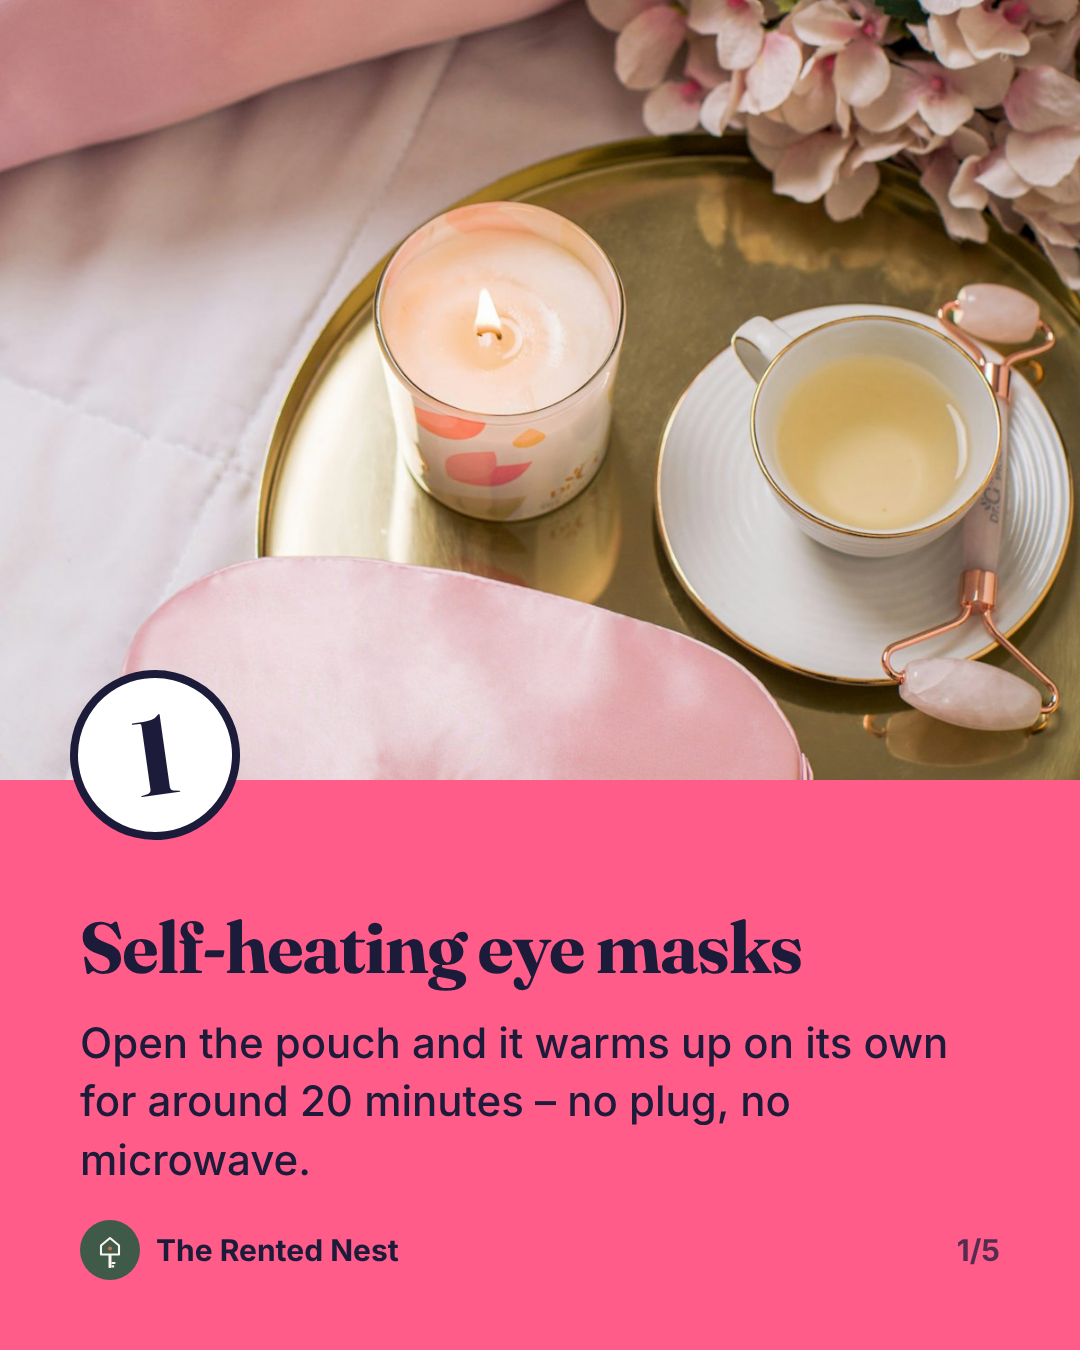 1
Self-heating eye masks
Open the pouch and it warms up on its own
for around 20 minutes – no plug, no
microwave.
The Rented Nest
1/5